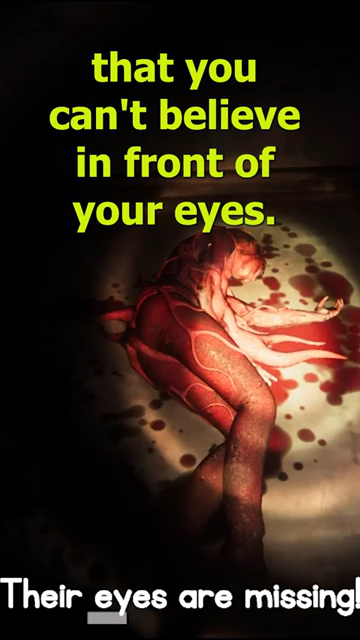 that you
can't believe
in front of
your eyes.
Their eyes are missing!